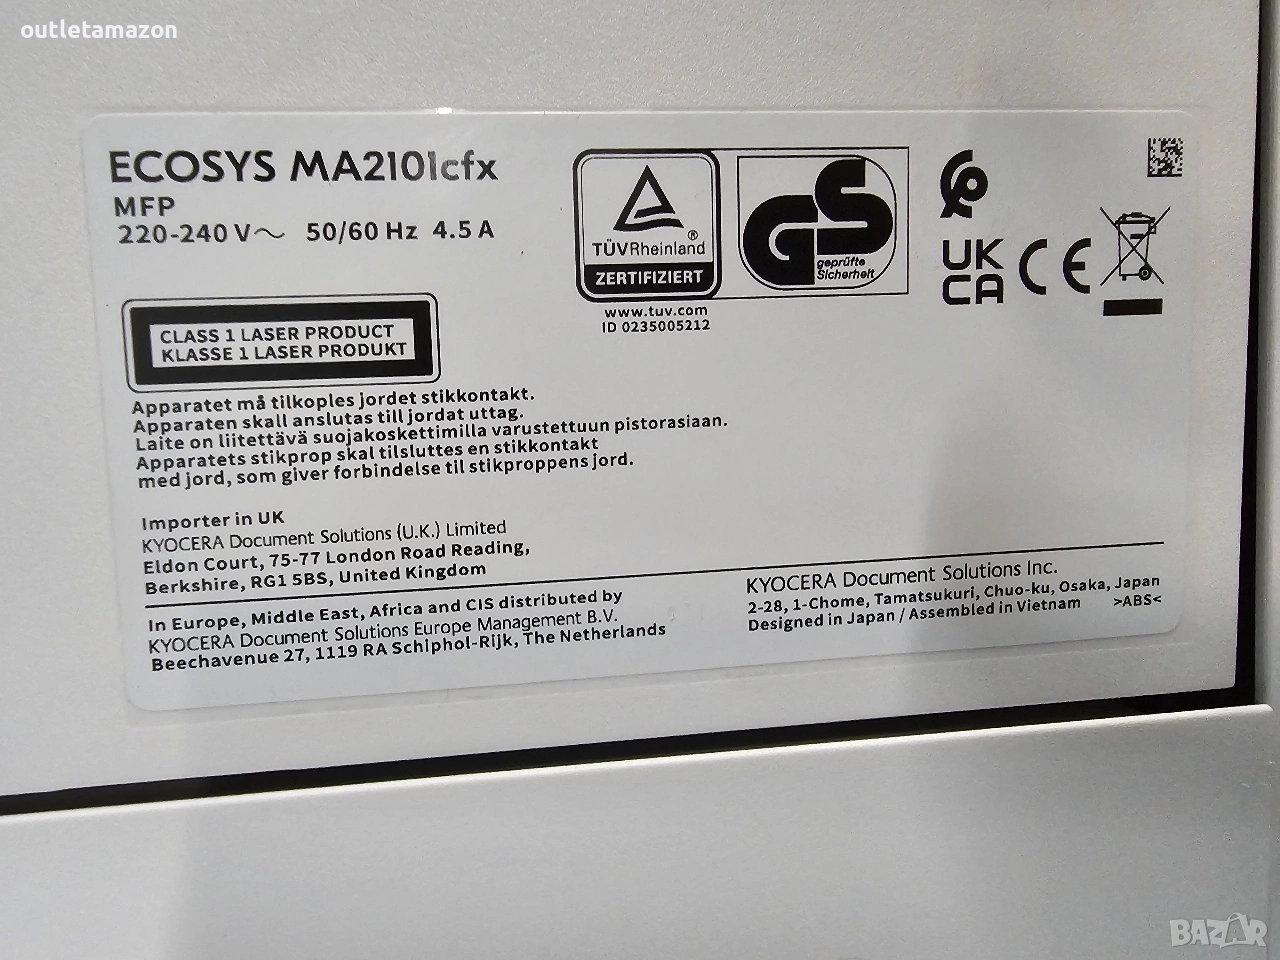 outletamazon
ECOSYS MA2101cfx
MFP
220-240 V～ 50/60 Hz 4.5 A
TÜVRheinland®
ZERTIFIZIERT
GS
geprüfte
Sicherheit
www.tuv.com
ID 0235005212
UK
CA
CE
CLASS 1 LASER PRODUCT
KLASSE 1 LASER PRODUKT
Apparatet må tilkoples jordet stikkontakt.
Apparaten skall anslutas till jordat uttag.
Laite on liitettävä suojakoskettimilla varustettuun pistorasiaan.
Apparatets stikprop skal tilsluttes en stikkontakt
med jord, som giver forbindelse til stikproppens jord.
Importer in UK
KYOCERA Document Solutions (U.K.) Limited
Eldon Court, 75-77 London Road Reading,
Berkshire, RG1 5BS, United Kingdom
In Europe, Middle East, Africa and CIS distributed by
KYOCERA Document Solutions Europe Management B.V.
Beechavenue 27, 1119 RA Schiphol-Rijk, The Netherlands
KYOCERA Document Solutions Inc.
2-28, 1-Chome, Tamatsukuri, Chuo-ku, Osaka, Japan
Designed in Japan / Assembled in Vietnam >ABS<
BAZAR